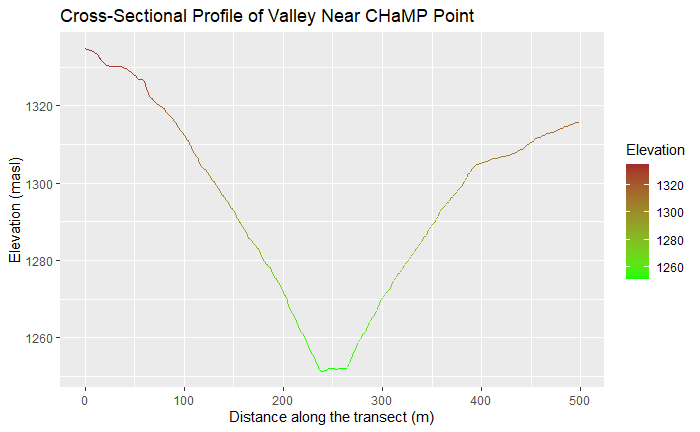 Cross-Sectional Profile of Valley Near CHaMP Point
Elevation (masl)
1320
1300
1280
1260
0 100 200 300 400 500
Distance along the transect (m)
Elevation
1320
1300
1280
1260